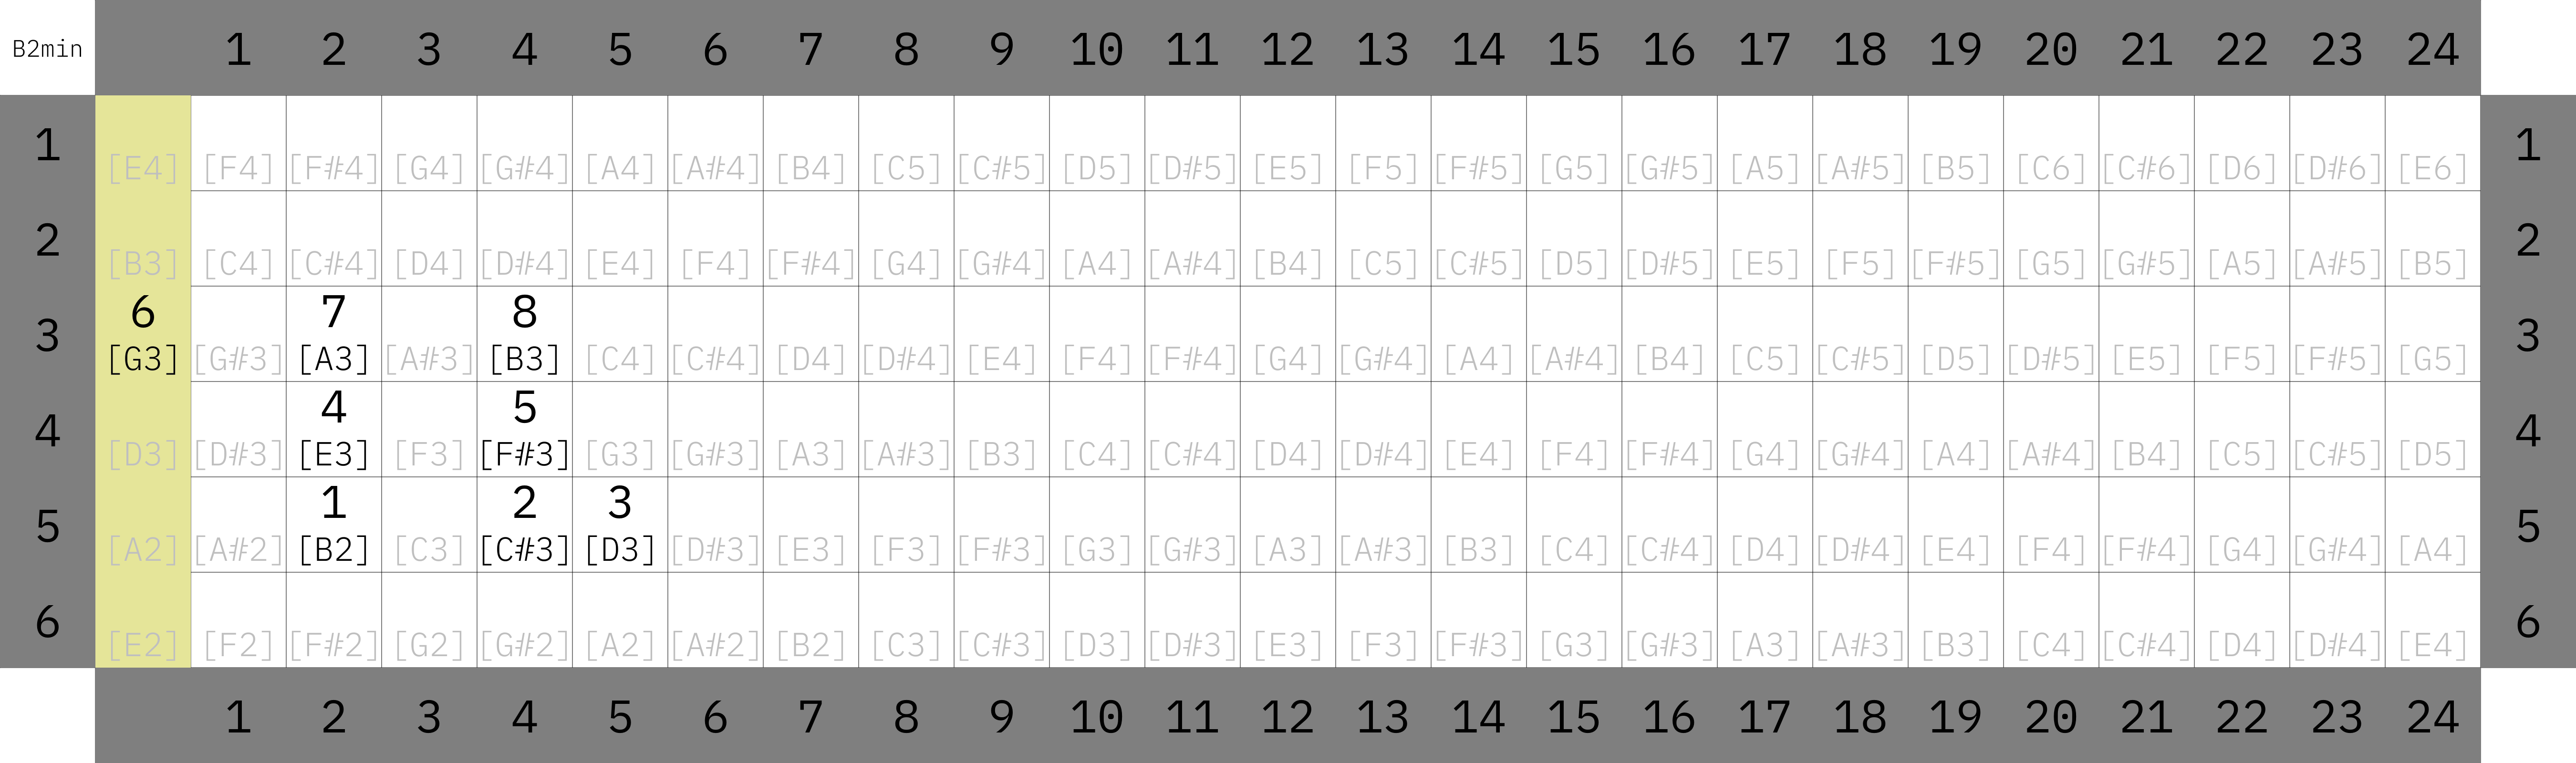 B2min 1 2 3 4 5 6 7 8 9 10 11 12 13 14 15 16 17 18 19 20 21 22 23 24
1 [E4] [F4] [F#4] [G4] [G#4] [A4] [A#4] [B4] [C5] [C#5] [D5] [D#5] [E5] [F5] [F#5] [G5] [G#5] [A5] [A#5] [B5] [C6] [C#6] [D6] [D#6] [E6] 1
2 [B3] [C4] [C#4] [D4] [D#4] [E4] [F4] [F#4] [G4] [G#4] [A4] [A#4] [B4] [C5] [C#5] [D5] [D#5] [E5] [F5] [F#5] [G5] [G#5] [A5] [A#5] [B5] 2
6 7 8
3 [G3] [G#3] [A3] [A#3] [B3] [C4] [C#4] [D4] [D#4] [E4] [F4] [F#4] [G4] [G#4] [A4] [A#4] [B4] [C5] [C#5] [D5] [D#5] [E5] [F5] [F#5] [G5] 3
4 5
4 [D3] [D#3] [E3] [F3] [F#3] [G3] [G#3] [A3] [A#3] [B3] [C4] [C#4] [D4] [D#4] [E4] [F4] [F#4] [G4] [G#4] [A4] [A#4] [B4] [C5] [C#5] [D5] 4
1 2 3
5 [A2] [A#2] [B2] [C3] [C#3] [D3] [D#3] [E3] [F3] [F#3] [G3] [G#3] [A3] [A#3] [B3] [C4] [C#4] [D4] [D#4] [E4] [F4] [F#4] [G4] [G#4] [A4] 5
6 [E2] [F2] [F#2] [G2] [G#2] [A2] [A#2] [B2] [C3] [C#3] [D3] [D#3] [E3] [F3] [F#3] [G3] [G#3] [A3] [A#3] [B3] [C4] [C#4] [D4] [D#4] [E4] 6
1 2 3 4 5 6 7 8 9 10 11 12 13 14 15 16 17 18 19 20 21 22 23 24